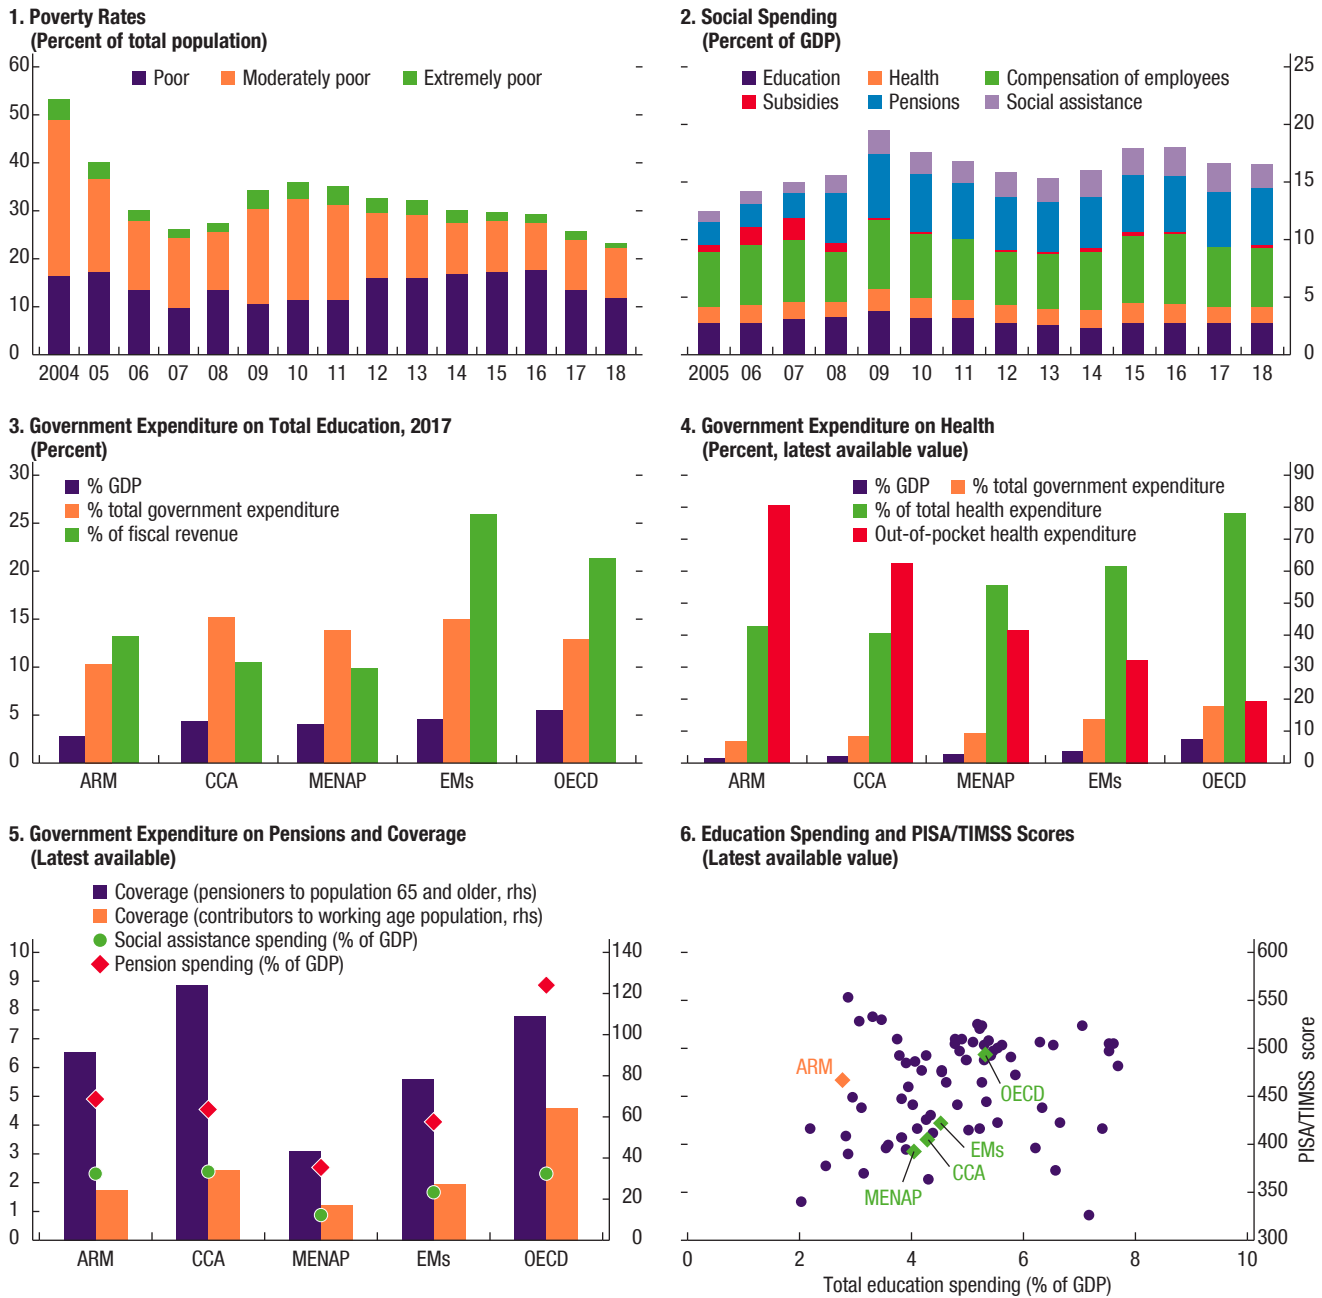 1. Poverty Rates
(Percent of total population)
Poor Moderately poor Extremely poor
60
50
40
30
20
10
0
2004 05 06 07 08 09 10 11 12 13 14 15 16 17 18
2. Social Spending
(Percent of GDP)
Education Health Compensation of employees
Subsidies Pensions Social assistance
25
20
15
10
5
0
2005 06 07 08 09 10 11 12 13 14 15 16 17 18
3. Government Expenditure on Total Education, 2017
(Percent)
% GDP
% total government expenditure
% of fiscal revenue
30
25
20
15
10
5
0
ARM CCA MENAP EMs OECD
4. Government Expenditure on Health
(Percent, latest available value)
% GDP % total government expenditure
% of total health expenditure
Out-of-pocket health expenditure
90
80
70
60
50
40
30
20
10
0
ARM CCA MENAP EMs OECD
5. Government Expenditure on Pensions and Coverage
(Latest available)
Coverage (pensioners to population 65 and older, rhs)
Coverage (contributors to working age population, rhs)
Social assistance spending (% of GDP)
Pension spending (% of GDP)
10
9
8
7
6
5
4
3
2
1
0
140
120
100
80
60
40
20
0
ARM CCA MENAP EMs OECD
6. Education Spending and PISA/TIMSS Scores
(Latest available value)
600
550
500
450
400
350
300
PISA/TIMSS score
ARM
OECD
EMs
CCA
MENAP
0 2 4 6 8 10
Total education spending (% of GDP)